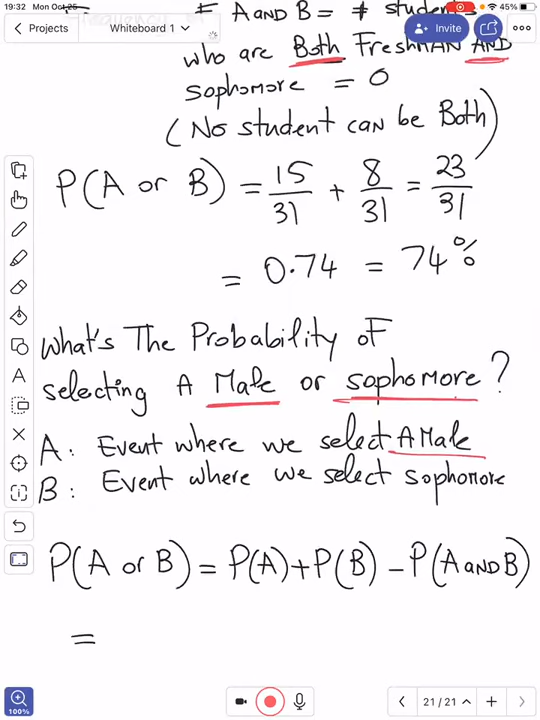 19:32 Mon Oct 25
45%
Projects
Whiteboard 1
Invite
A AND B = # student
who are Both Freshman AND
sophomore = 0
(No student can be Both)
P(A or B) = 15/31 + 8/31 = 23/31
= 0.74 = 74%
What's The Probability of
selecting A Male or sophomore?
A: Event where we select A Male
B: Event where we select sophomore
P(A or B) = P(A) + P(B) - P(A AND B)
=
A
100%
21/21